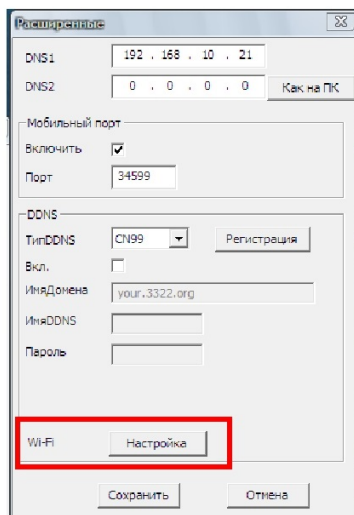 Расширенные
DNS1 192 . 168 . 10 . 21
DNS2 0 . 0 . 0 . 0 Как на ПК
Мобильный порт
Включить
Порт 34599
DDNS
ТипDDNS CN99 Регистрация
Вкл.
ИмяДомена your.3322.org
ИмяDDNS
Пароль
Wi-Fi Настройка
Сохранить Отмена